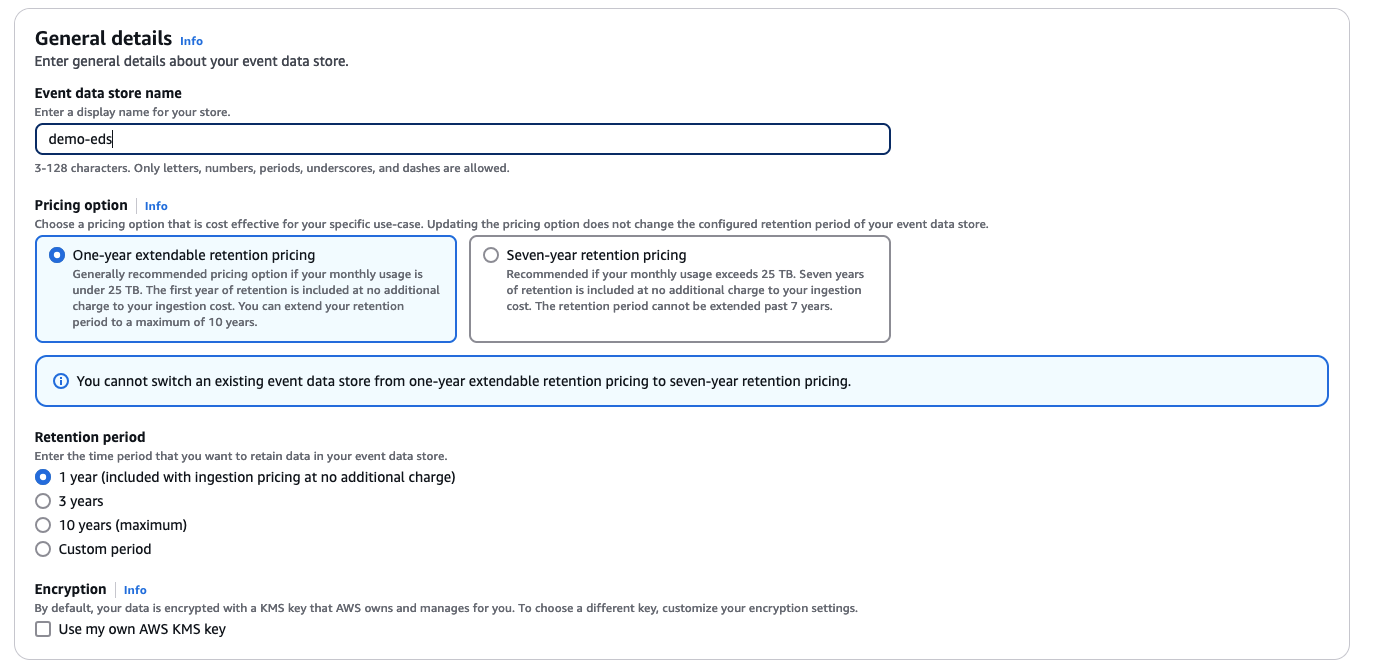 General details Info
Enter general details about your event data store.
Event data store name
Enter a display name for your store.
demo-eds
3-128 characters. Only letters, numbers, periods, underscores, and dashes are allowed.
Pricing option Info
Choose a pricing option that is cost effective for your specific use-case. Updating the pricing option does not change the configured retention period of your event data store.
One-year extendable retention pricing
Generally recommended pricing option if your monthly usage is
under 25 TB. The first year of retention is included at no additional
charge to your ingestion cost. You can extend your retention
period to a maximum of 10 years.
Seven-year retention pricing
Recommended if your monthly usage exceeds 25 TB. Seven years
of retention is included at no additional charge to your ingestion
cost. The retention period cannot be extended past 7 years.
You cannot switch an existing event data store from one-year extendable retention pricing to seven-year retention pricing.
Retention period
Enter the time period that you want to retain data in your event data store.
1 year (included with ingestion pricing at no additional charge)
3 years
10 years (maximum)
Custom period
Encryption Info
By default, your data is encrypted with a KMS key that AWS owns and manages for you. To choose a different key, customize your encryption settings.
Use my own AWS KMS key